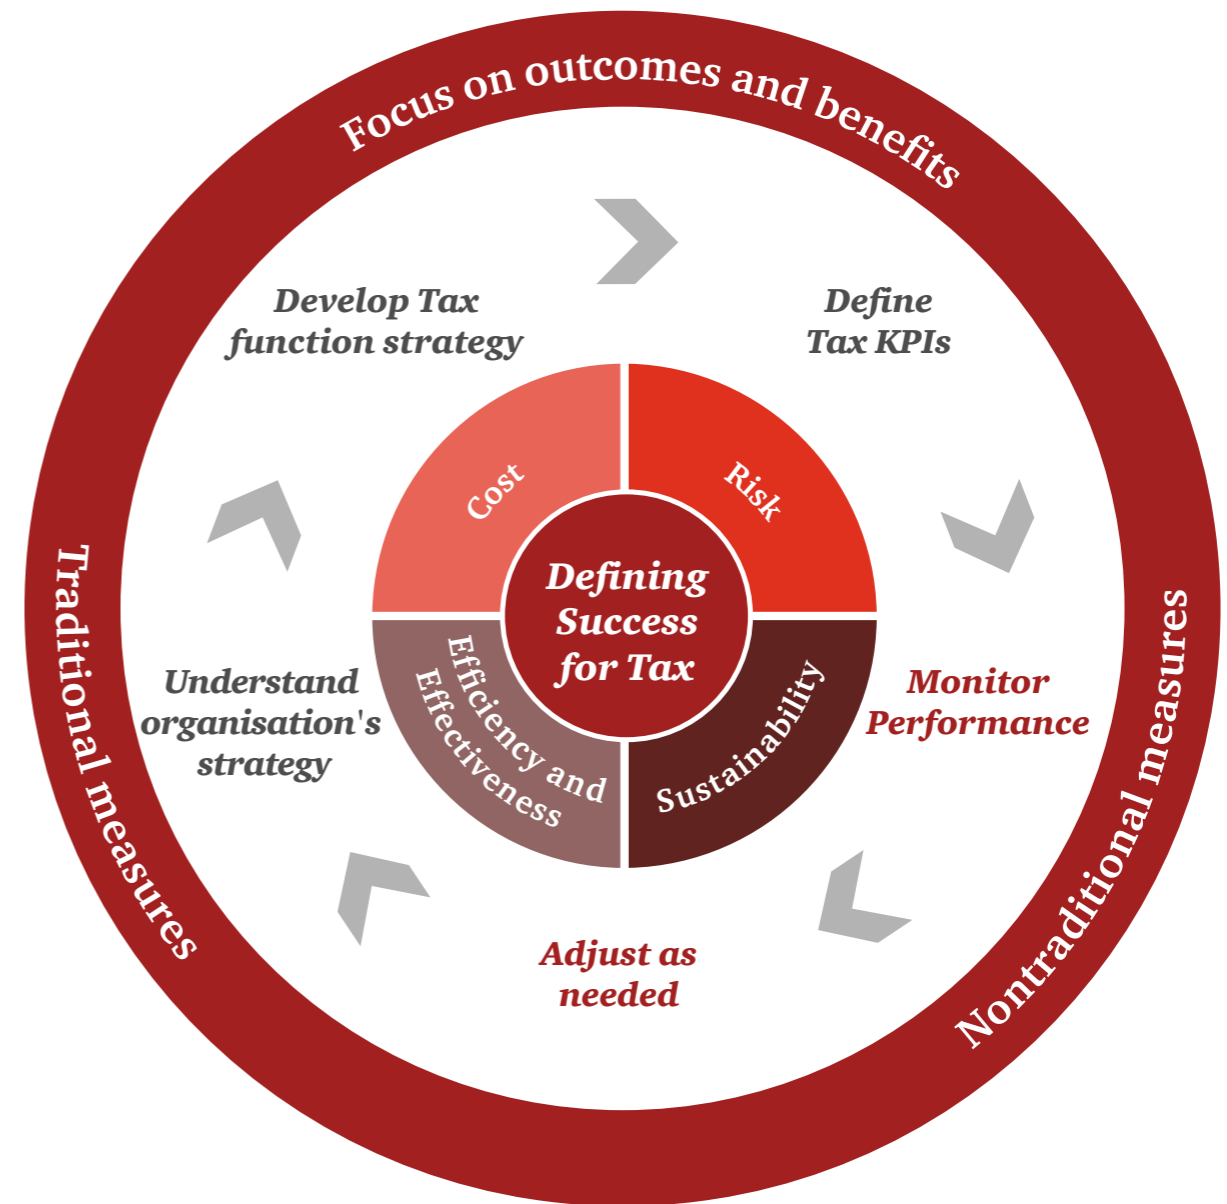 Focus on outcomes and benefits
Develop Tax
function strategy
Define
Tax KPIs
Cost
Risk
Defining
Success
for Tax
Efficiency and
Effectiveness
Sustainability
Understand
organisation's
strategy
Monitor
Performance
Adjust as
needed
Traditional measures
Nontraditional measures